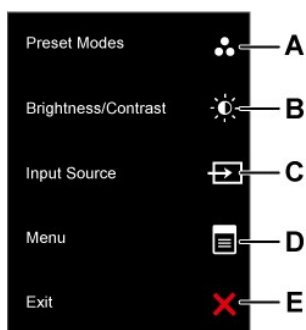 Preset Modes A
Brightness/Contrast B
Input Source C
Menu D
Exit E